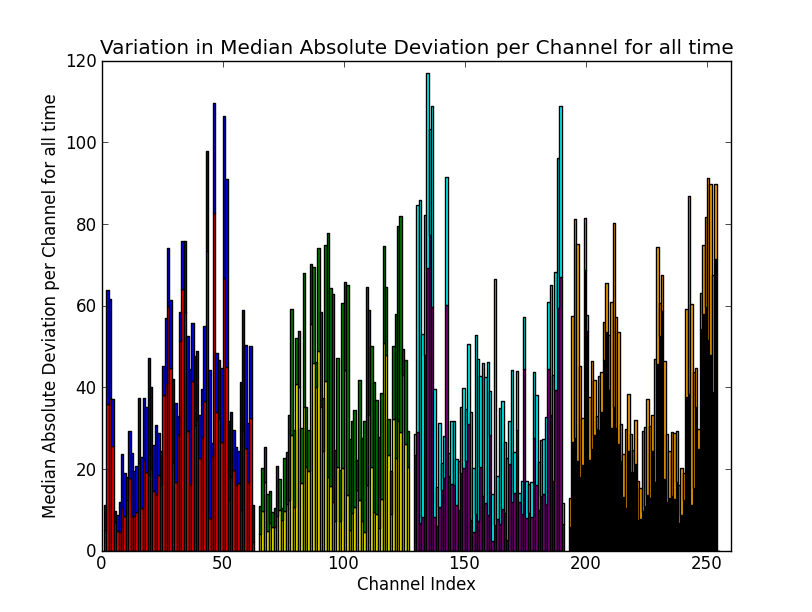 Variation in Median Absolute Deviation per Channel for all time
Median Absolute Deviation per Channel for all time
120
100
80
60
40
20
0
0 50 100 150 200 250
Channel Index